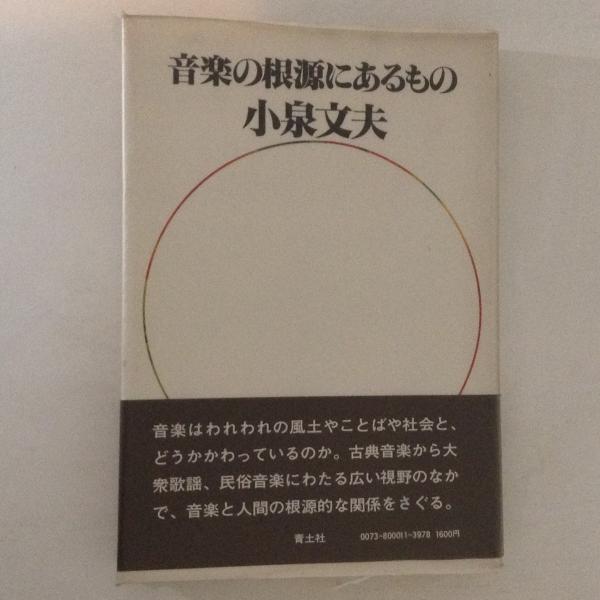 音楽の根源にあるもの
小泉文夫
音楽はわれわれの風土やことばや社会と、
どうかかわっているのか。古典音楽から大
衆歌謡、民俗音楽にわたる広い視野のなか
で、音楽と人間の根源的な関係をさぐる。
青土社 0073-800011-3978 1600円